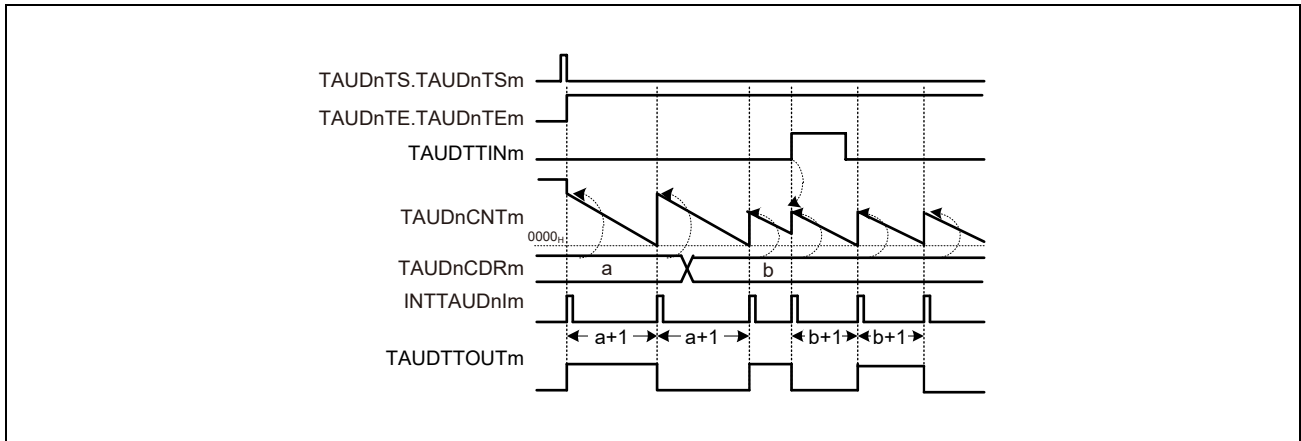 TAUDnTS.TAUDnTSm
TAUDnTE.TAUDnTEm
TAUDTTINm
TAUDnCNTm
0000H
TAUDnCDRm
a
b
INTTAUDnIm
a+1
a+1
b+1
b+1
TAUDTTOUTm